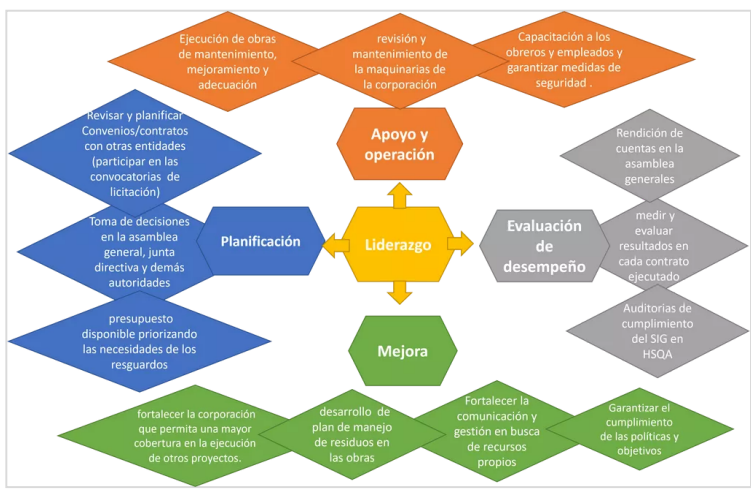 Ejecución de obras
de mantenimiento,
mejoramiento y
adecuación
revisión y
mantenimiento de
la maquinarias de
la corporación
Capacitación a los
obreros y empleados y
garantizar medidas de
seguridad .
Revisar y planificar
Convenios/contratos
con otras entidades
(participar en las
convocatorias de
licitación)
Apoyo y
operación
Rendición de
cuentas en la
asamblea
generales
Toma de decisiones
en la asamblea
general, junta
directiva y demás
autoridades
Planificación
Liderazgo
Evaluación
de
desempeño
medir y
evaluar
resultados en
cada contrato
ejecutado
presupuesto
disponible priorizando
las necesidades de los
resguardos
Mejora
Auditorias de
cumplimiento
del SIG en
HSQA
fortalecer la corporación
que permita una mayor
cobertura en la ejecución
de otros proyectos.
desarrollo de
plan de manejo
de residuos en
las obras
Fortalecer la
comunicación y
gestión en busca
de recursos
propios
Garantizar el
cumplimiento
de las políticas y
objetivos